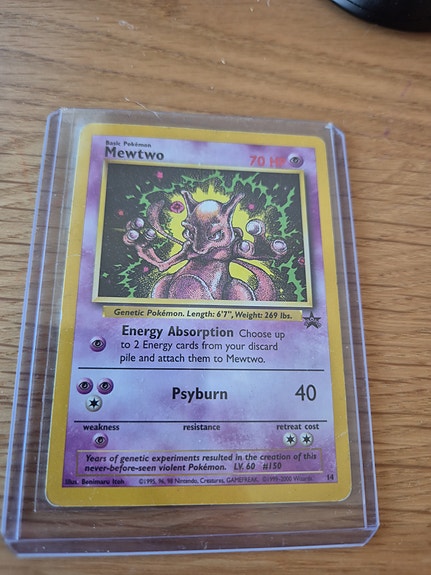 Basic Pokémon
Mewtwo
70 HP
Genetic Pokémon. Length: 6'7", Weight: 269 lbs.
Energy Absorption Choose up
to 2 Energy cards from your discard
pile and attach them to Mewtwo.
Psyburn 40
weakness resistance retreat cost
Years of genetic experiments resulted in the creation of this
never-before-seen violent Pokémon. LV. 60 #150
Illus. Benimaru Itoh ©1995, 96, 98 Nintendo, Creatures, GAMEFREAK. ©1999-2000 Wizards. 14